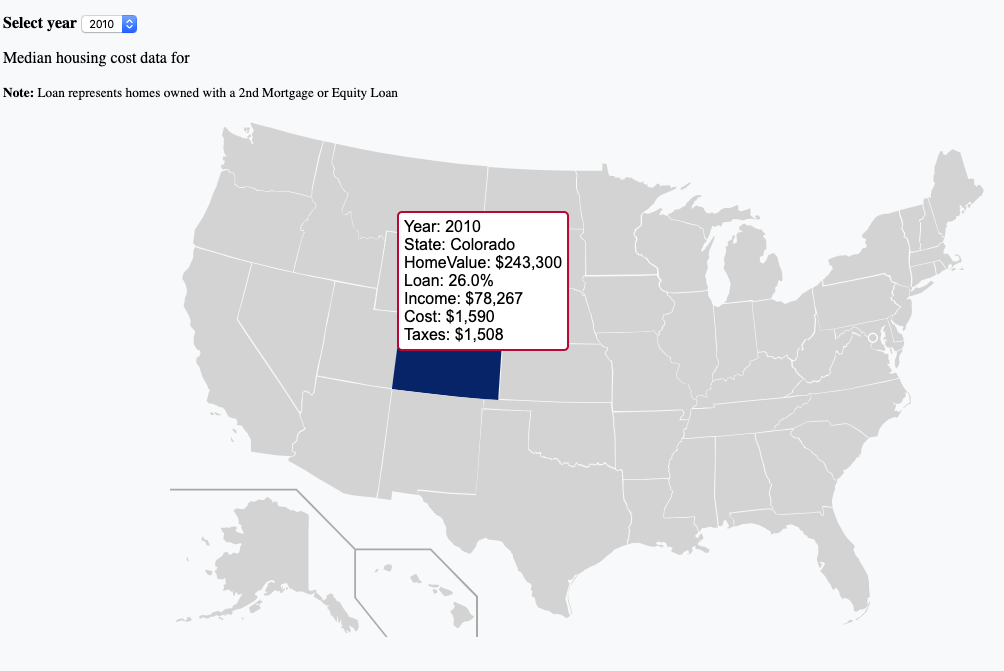 Select year 2010
Median housing cost data for
Note: Loan represents homes owned with a 2nd Mortgage or Equity Loan
Year: 2010
State: Colorado
HomeValue: $243,300
Loan: 26.0%
Income: $78,267
Cost: $1,590
Taxes: $1,508